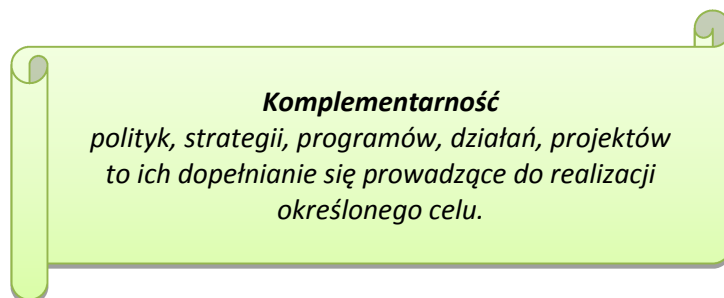 Komplementarność
polityk, strategii, programów, działań, projektów
to ich dopełnianie się prowadzące do realizacji
określonego celu.